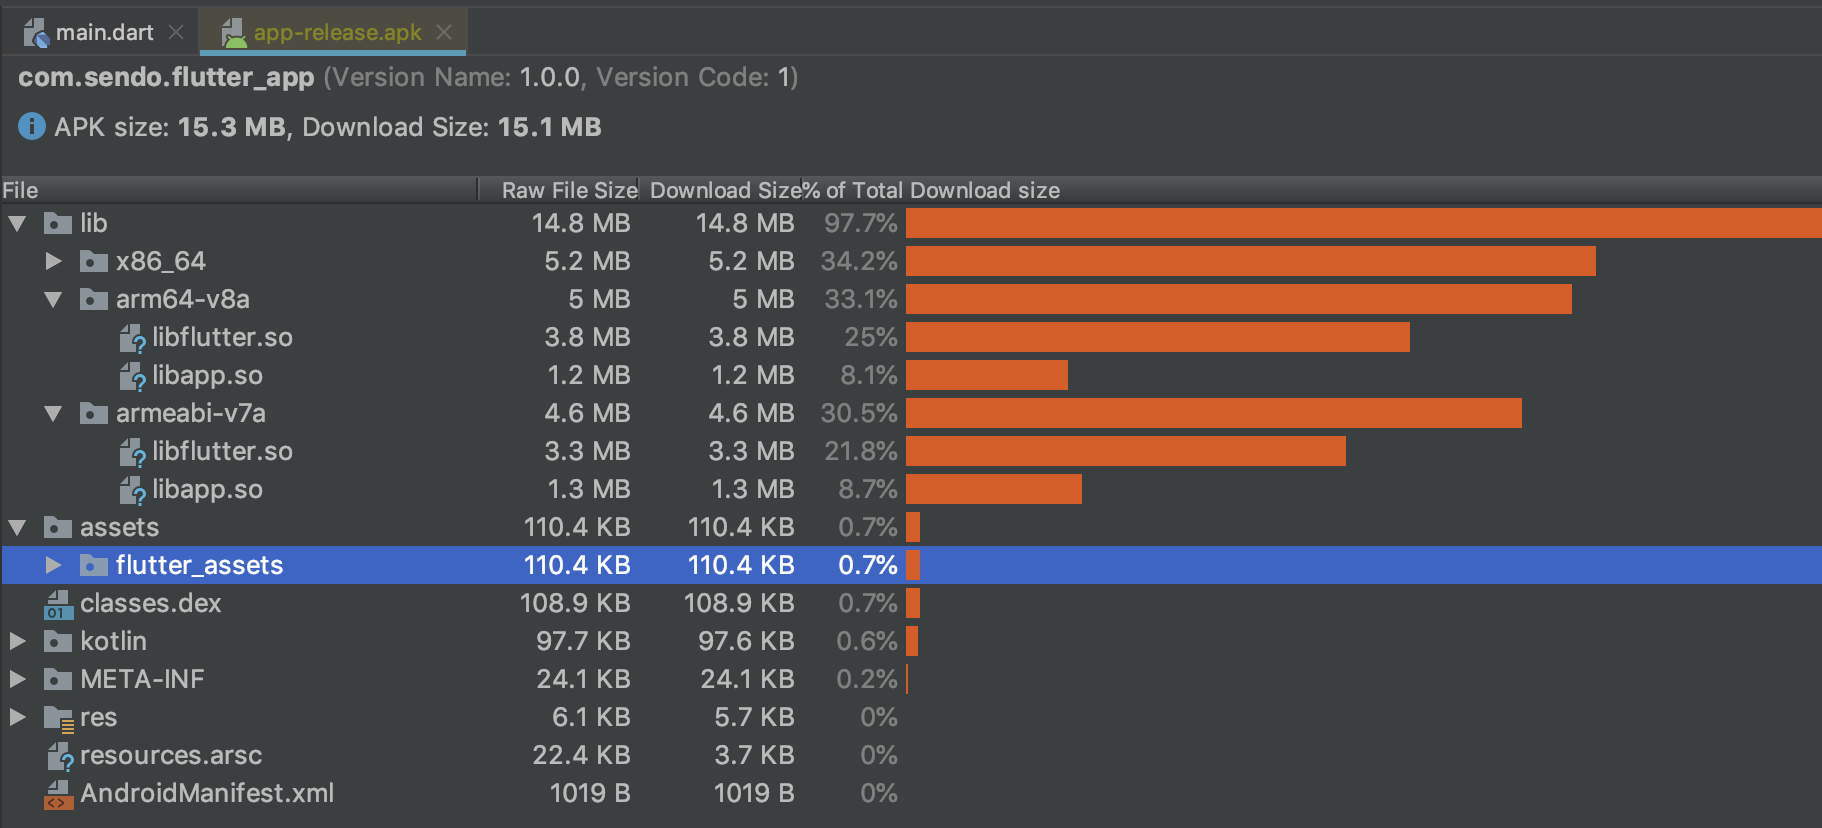 main.dart app-release.apk
com.sendo.flutter_app (Version Name: 1.0.0, Version Code: 1)
APK size: 15.3 MB, Download Size: 15.1 MB
File Raw File Size Download Size % of Total Download size
lib 14.8 MB 14.8 MB 97.7%
x86_64 5.2 MB 5.2 MB 34.2%
arm64-v8a 5 MB 5 MB 33.1%
libflutter.so 3.8 MB 3.8 MB 25%
libapp.so 1.2 MB 1.2 MB 8.1%
armeabi-v7a 4.6 MB 4.6 MB 30.5%
libflutter.so 3.3 MB 3.3 MB 21.8%
libapp.so 1.3 MB 1.3 MB 8.7%
assets 110.4 KB 110.4 KB 0.7%
flutter_assets 110.4 KB 110.4 KB 0.7%
classes.dex 108.9 KB 108.9 KB 0.7%
kotlin 97.7 KB 97.6 KB 0.6%
META-INF 24.1 KB 24.1 KB 0.2%
res 6.1 KB 5.7 KB 0%
resources.arsc 22.4 KB 3.7 KB 0%
AndroidManifest.xml 1019 B 1019 B 0%